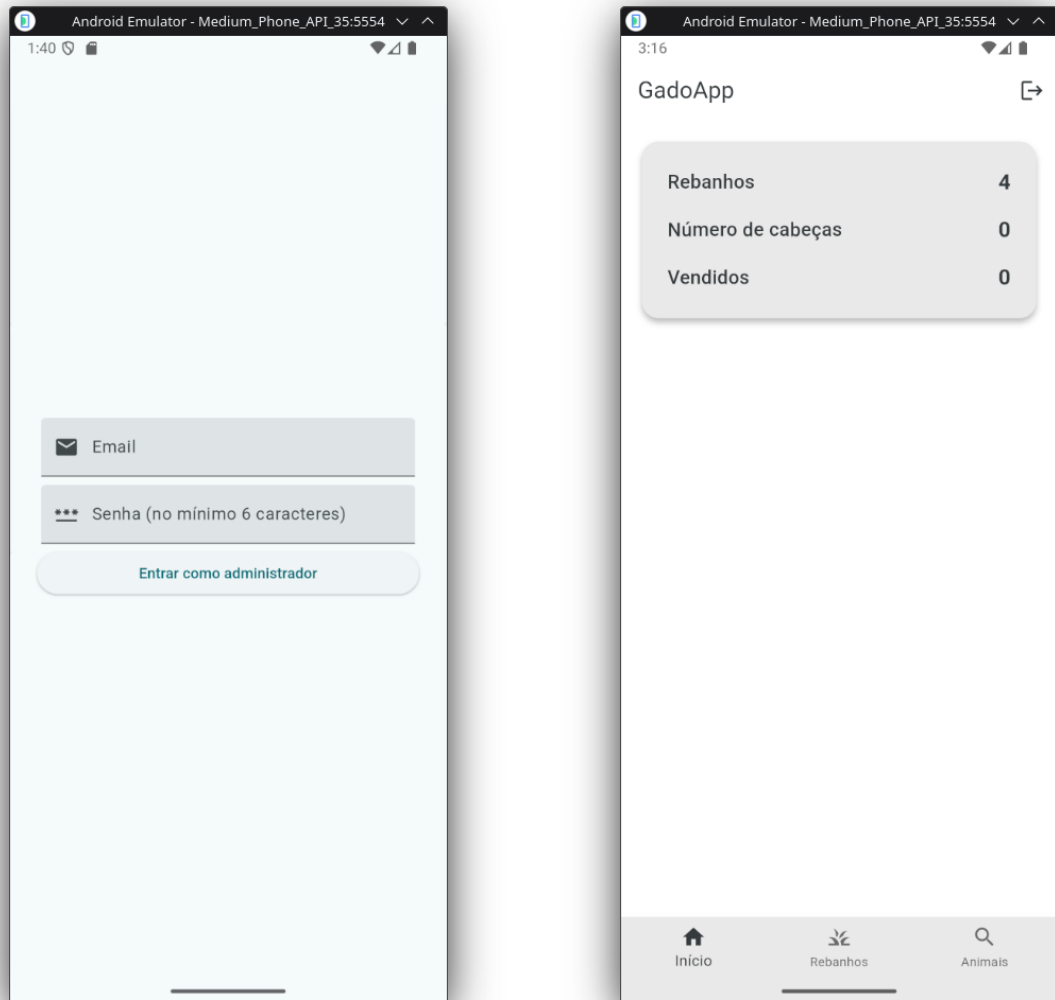 Android Emulator - Medium_Phone_API_35:5554
1:40
Email
Senha (no mínimo 6 caracteres)
Entrar como administrador
Android Emulator - Medium_Phone_API_35:5554
3:16
GadoApp
Rebanhos 4
Número de cabeças 0
Vendidos 0
Início Rebanhos Animais